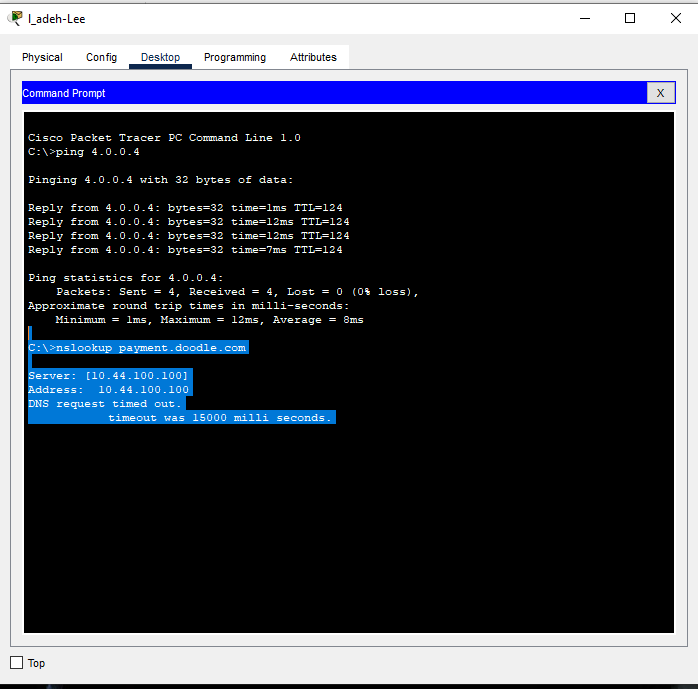 l_adeh-Lee
Physical Config Desktop Programming Attributes
Command Prompt X
Cisco Packet Tracer PC Command Line 1.0
C:\>ping 4.0.0.4
Pinging 4.0.0.4 with 32 bytes of data:
Reply from 4.0.0.4: bytes=32 time=1ms TTL=124
Reply from 4.0.0.4: bytes=32 time=12ms TTL=124
Reply from 4.0.0.4: bytes=32 time=12ms TTL=124
Reply from 4.0.0.4: bytes=32 time=7ms TTL=124
Ping statistics for 4.0.0.4:
Packets: Sent = 4, Received = 4, Lost = 0 (0% loss),
Approximate round trip times in milli-seconds:
Minimum = 1ms, Maximum = 12ms, Average = 8ms
C:\>nslookup payment.doodle.com
Server: [10.44.100.100]
Address:  10.44.100.100
DNS request timed out.
timeout was 15000 milli seconds.
Top